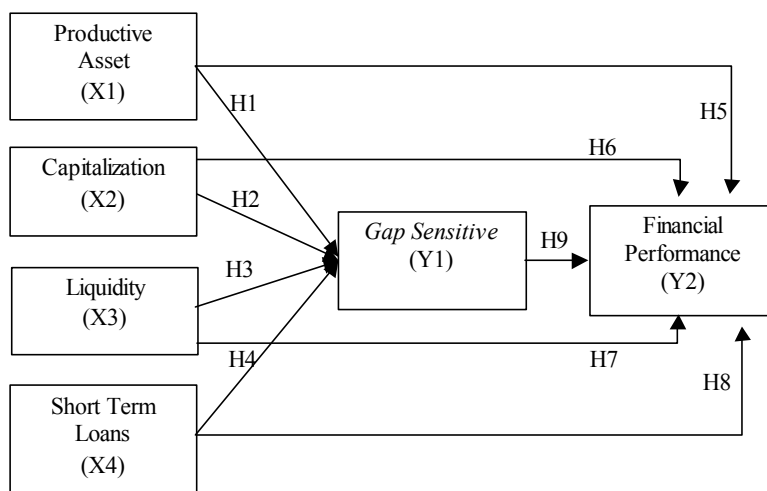 Productive
Asset
(X1)
H1
H5
Capitalization
(X2)
H6
H2
Gap Sensitive
(Y1)
H9
Financial
Performance
(Y2)
Liquidity
(X3)
H3
H4
H7
H8
Short Term
Loans
(X4)